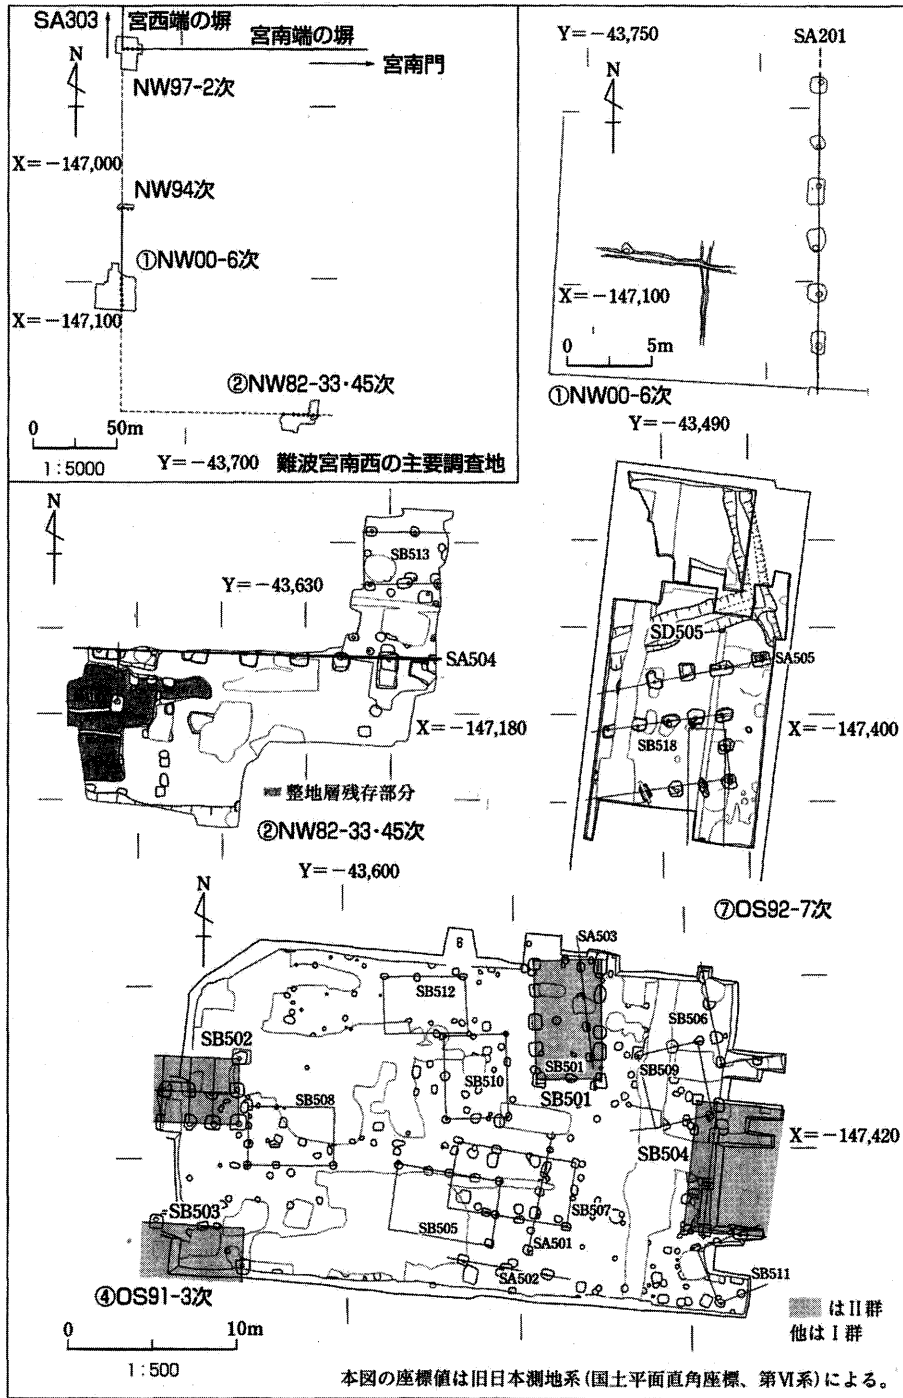 SA303
宮西端の塀
宮南端の塀
宮南門
N
NW97-2次
X=-147,000
NW94次
①NW00-6次
X=-147,100
②NW82-33・45次
0 50m
1:5000
Y=-43,700
難波宮南西の主要調査地
Y=-43,750
SA201
N
X=-147,100
0 5m
①NW00-6次
Y=-43,490
N
SB513
Y=-43,630
SA504
X=-147,180
整地層残存部分
②NW82-33・45次
SD505
SA505
X=-147,400
SB518
⑦OS92-7次
Y=-43,600
N
SA503
SB512
SB506
SB502
SB510
SB501
SB509
SB508
SB501
X=-147,420
SB504
SB503
SB507
SB505
SA501
SA502
SB511
④OS91-3次
はⅡ群
他はⅠ群
0 10m
1:500
本図の座標値は旧日本測地系(国土平面直角座標、第Ⅵ系)による。